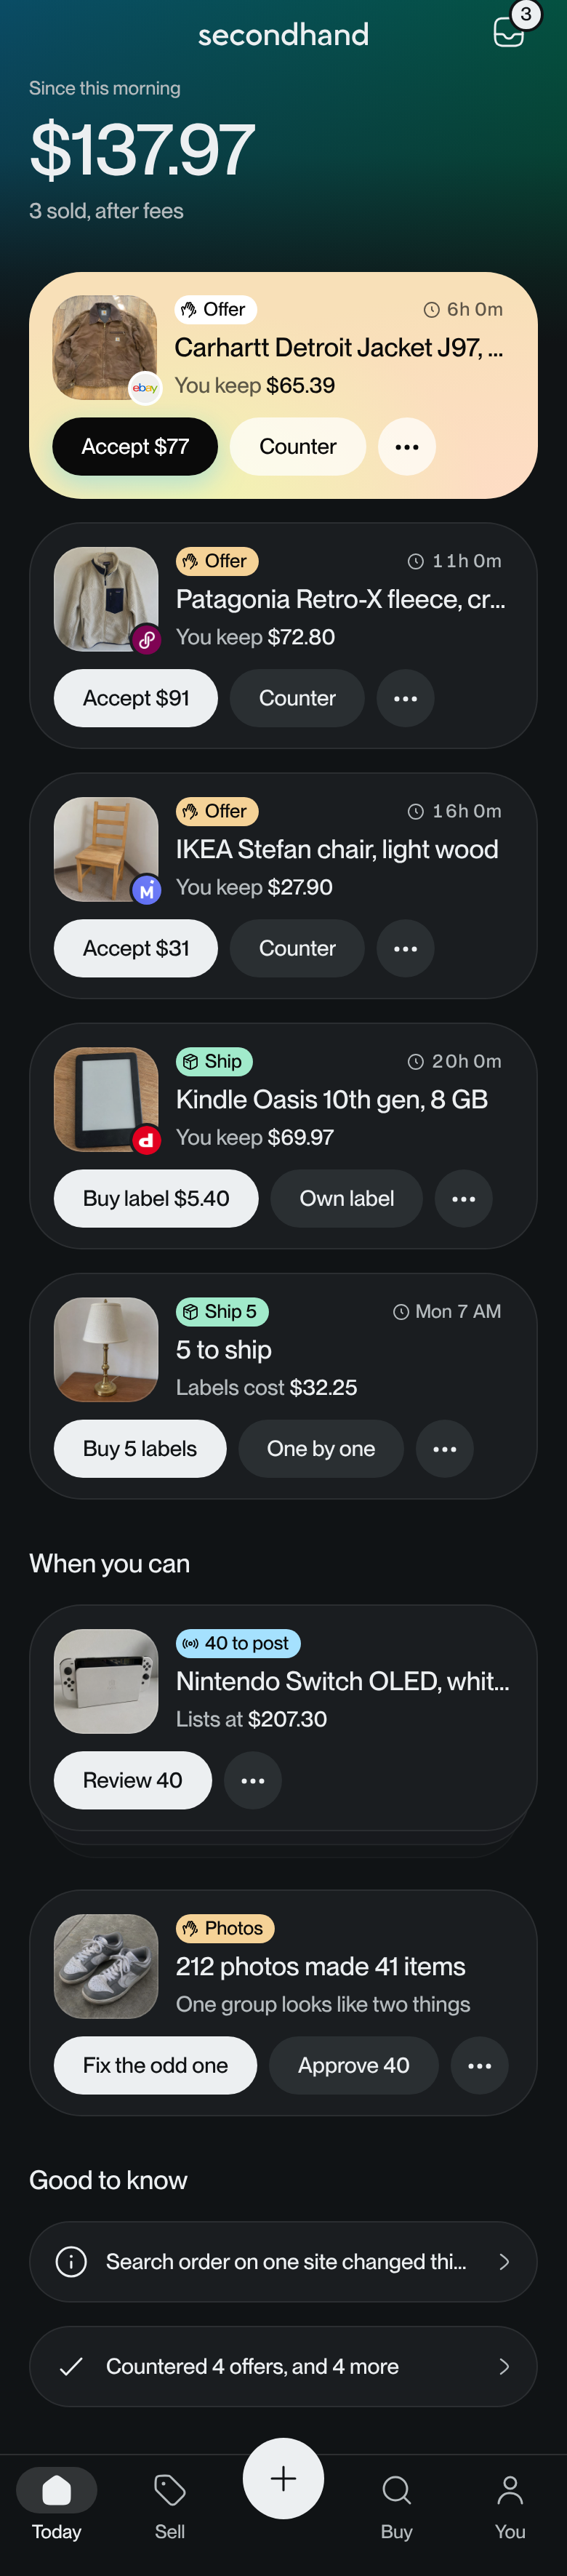 secondhand
3
Since this morning
$137.97
3 sold, after fees
Offer
6h 0m
Carhartt Detroit Jacket J97, ...
You keep $65.39
ebay
Accept $77
Counter
Offer
11h 0m
Patagonia Retro-X fleece, cr...
You keep $72.80
Accept $91
Counter
Offer
16h 0m
IKEA Stefan chair, light wood
You keep $27.90
M
Accept $31
Counter
Ship
20h 0m
Kindle Oasis 10th gen, 8 GB
You keep $69.97
d
Buy label $5.40
Own label
Ship 5
Mon 7 AM
5 to ship
Labels cost $32.25
Buy 5 labels
One by one
When you can
40 to post
Nintendo Switch OLED, whit...
Lists at $207.30
Review 40
Photos
212 photos made 41 items
One group looks like two things
Fix the odd one
Approve 40
Good to know
Search order on one site changed thi...
Countered 4 offers, and 4 more
Today
Sell
Buy
You